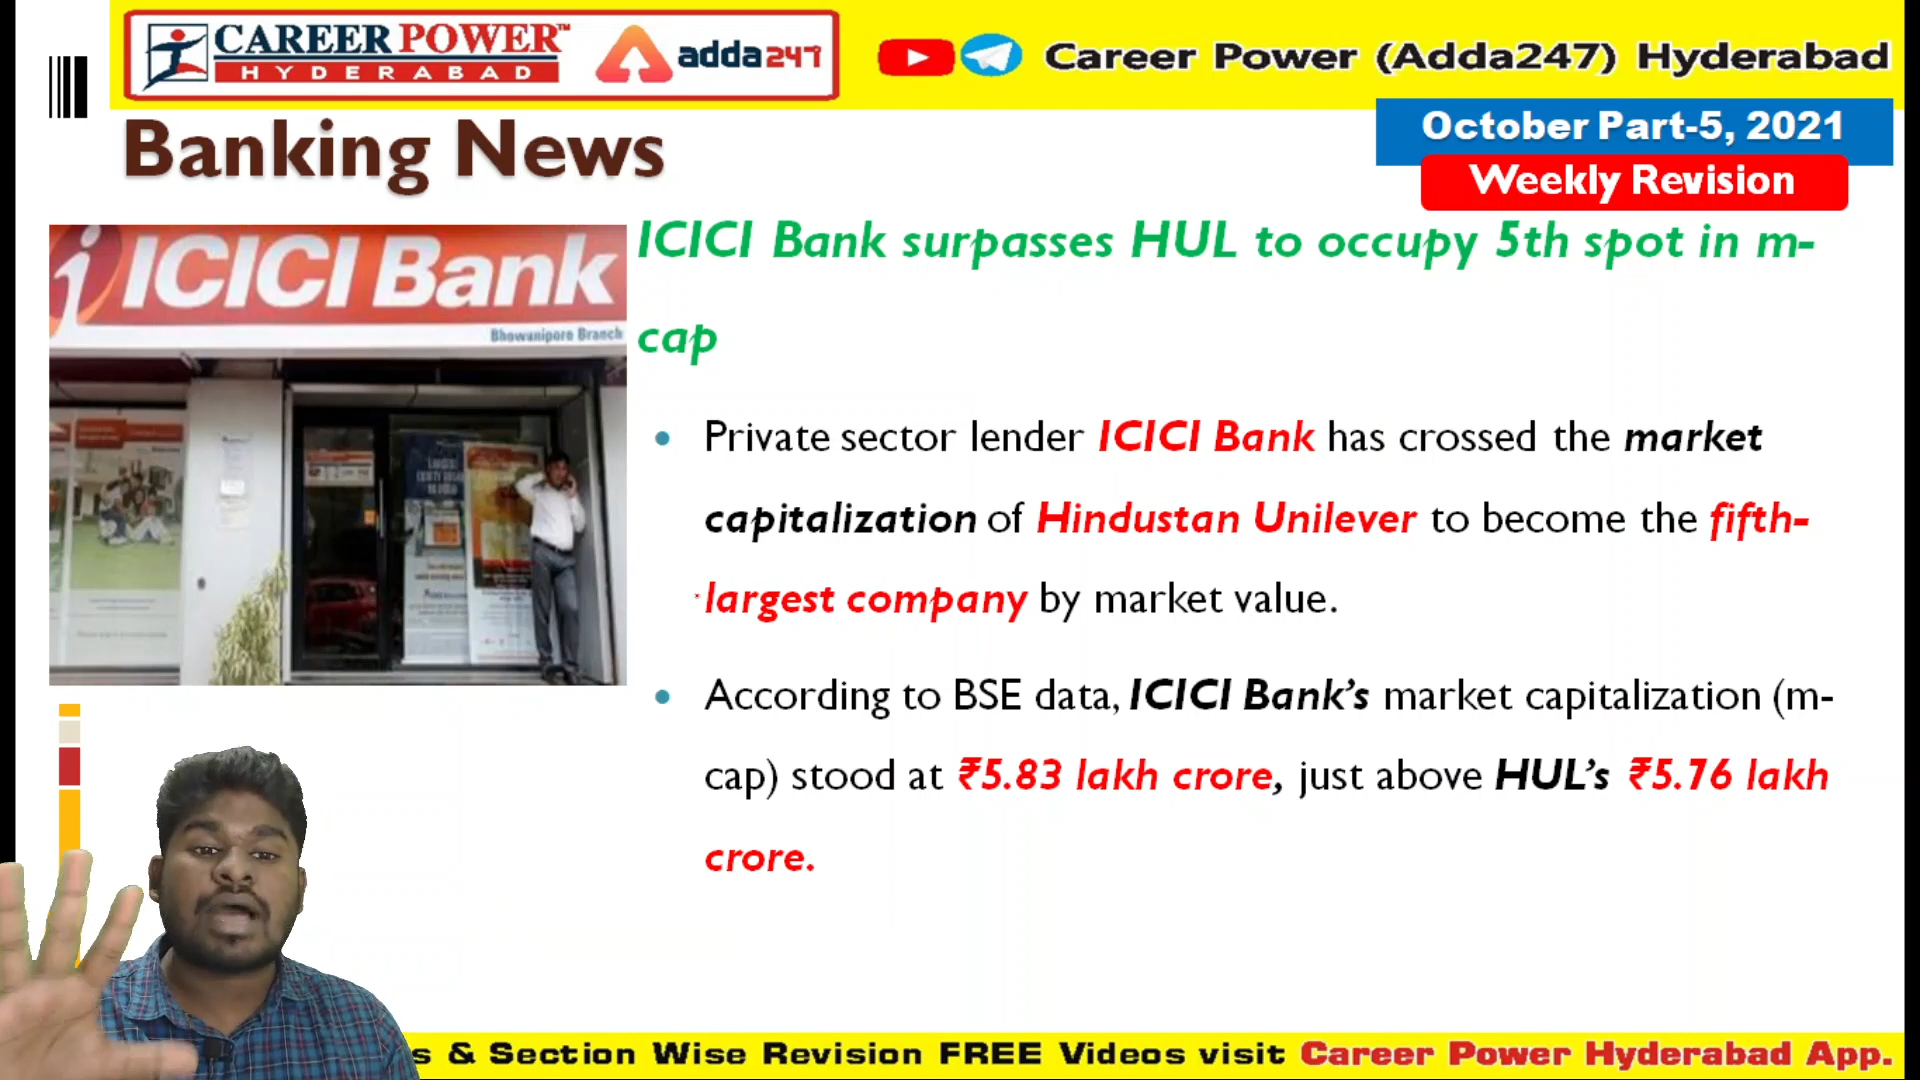 CAREER POWER™
HYDERABAD
adda247
Career Power (Adda247) Hyderabad
October Part-5, 2021
Weekly Revision
Banking News
ICICI Bank
Bhowanipore Branch
ICICI Bank surpasses HUL to occupy 5th spot in m-
cap
• Private sector lender ICICI Bank has crossed the market
capitalization of Hindustan Unilever to become the fifth-
largest company by market value.
• According to BSE data, ICICI Bank’s market capitalization (m-
cap) stood at ₹5.83 lakh crore, just above HUL’s ₹5.76 lakh
crore.
s & Section Wise Revision FREE Videos visit Career Power Hyderabad App.